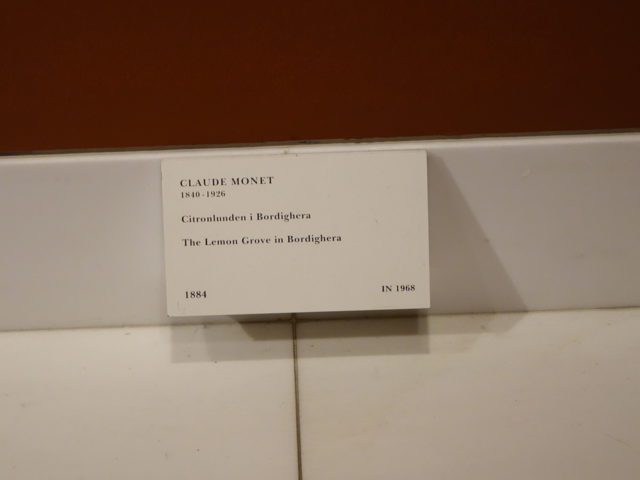 CLAUDE MONET
1840-1926
Citronlunden i Bordighera
The Lemon Grove in Bordighera
1884 IN 1968